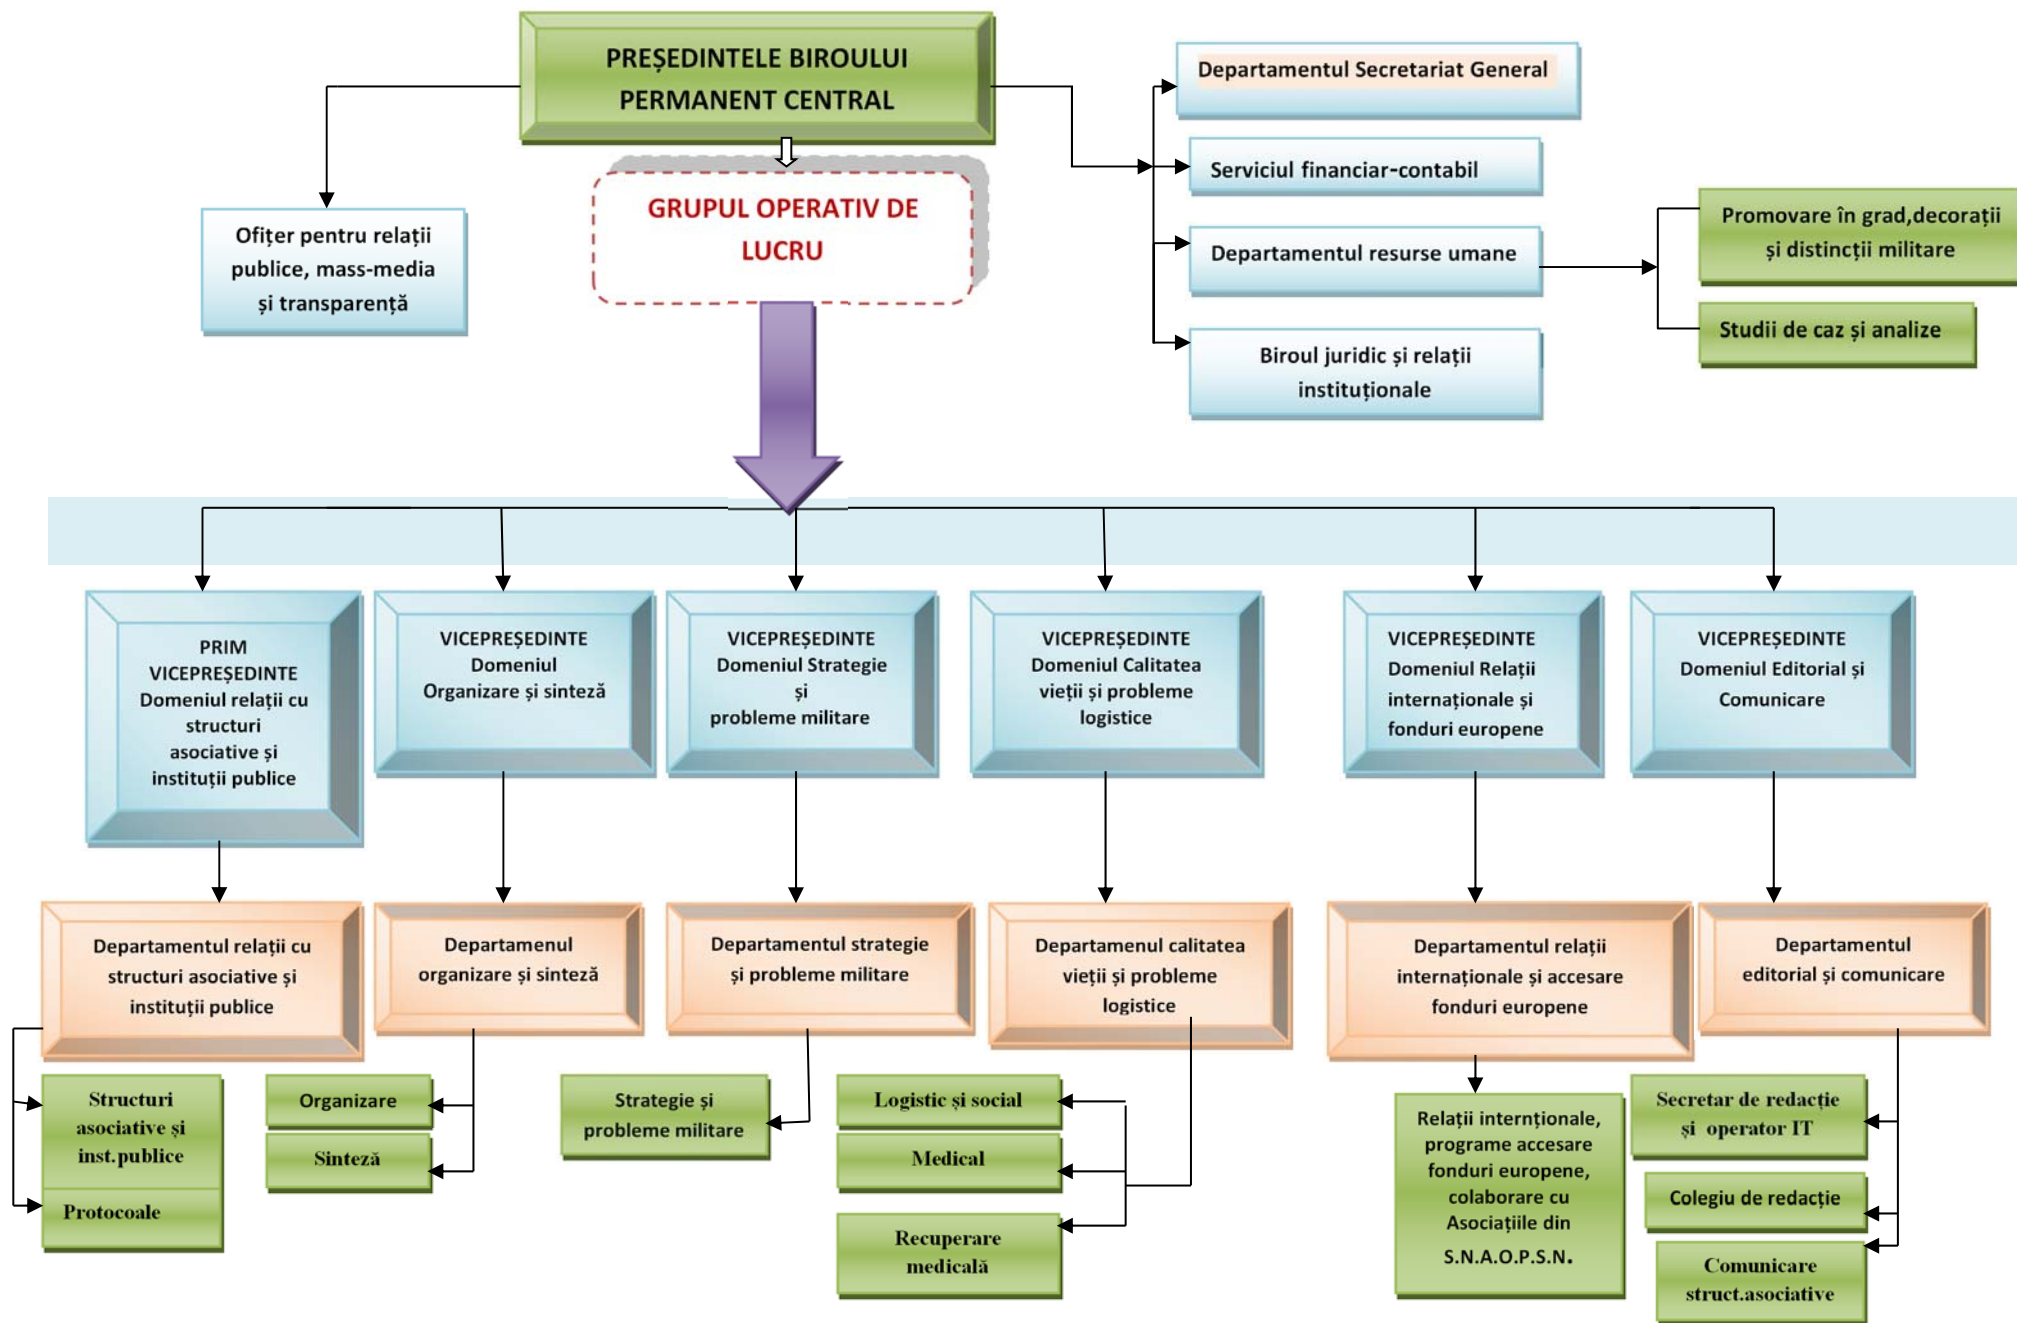 PREȘEDINTELE BIROULUI
PERMANENT CENTRAL
GRUPUL OPERATIV DE
LUCRU
Ofițer pentru relații
publice, mass-media
și transparență
Departamentul Secretariat General
Serviciul financiar-contabil
Departamentul resurse umane
Biroul juridic și relații
instituționale
Promovare în grad,decorații
și distincții militare
Studii de caz și analize
PRIM
VICEPREȘEDINTE
Domeniul relații cu
structuri
asociative și
instituții publice
VICEPREȘEDINTE
Domeniul
Organizare și sinteză
VICEPREȘEDINTE
Domeniul Strategie
și
probleme militare
VICEPREȘEDINTE
Domeniul Calitatea
vieții și probleme
logistice
VICEPREȘEDINTE
Domeniul Relații
internaționale și
fonduri europene
VICEPREȘEDINTE
Domeniul Editorial și
Comunicare
Departamentul relații cu
structuri asociative și
instituții publice
Departamenul
organizare și sinteză
Departamentul strategie
și probleme militare
Departamenul calitatea
vieții și probleme
logistice
Departamentul relații
internaționale și accesare
fonduri europene
Departamentul
editorial și comunicare
Structuri
asociative și
inst.publice
Protocoale
Organizare
Sinteză
Strategie și
probleme militare
Logistic și social
Medical
Recuperare
medicală
Relații internționale,
programe accesare
fonduri europene,
colaborare cu
Asociațiile din
S.N.A.O.P.S.N.
Secretar de redacție
și operator IT
Colegiu de redacție
Comunicare
struct.asociative